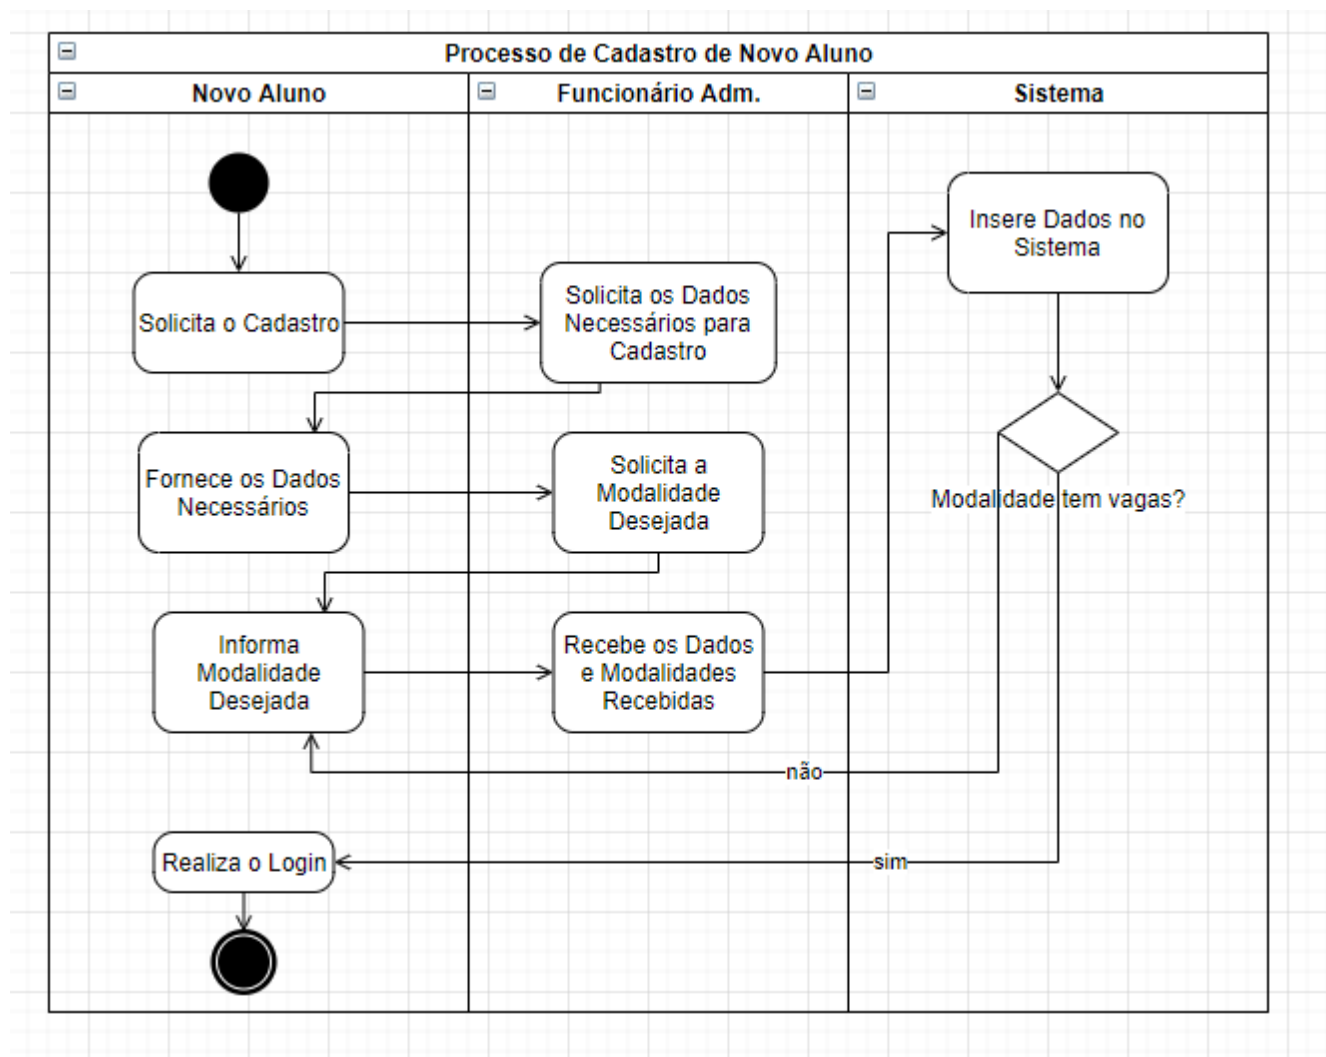 Processo de Cadastro de Novo Aluno
Novo Aluno
Funcionário Adm.
Sistema
Solicita o Cadastro
Solicita os Dados
Necessários para
Cadastro
Insere Dados no
Sistema
Fornece os Dados
Necessários
Solicita a
Modalidade
Desejada
Modalidade tem vagas?
Informa
Modalidade
Desejada
Recebe os Dados
e Modalidades
Recebidas
não
Realiza o Login
sim